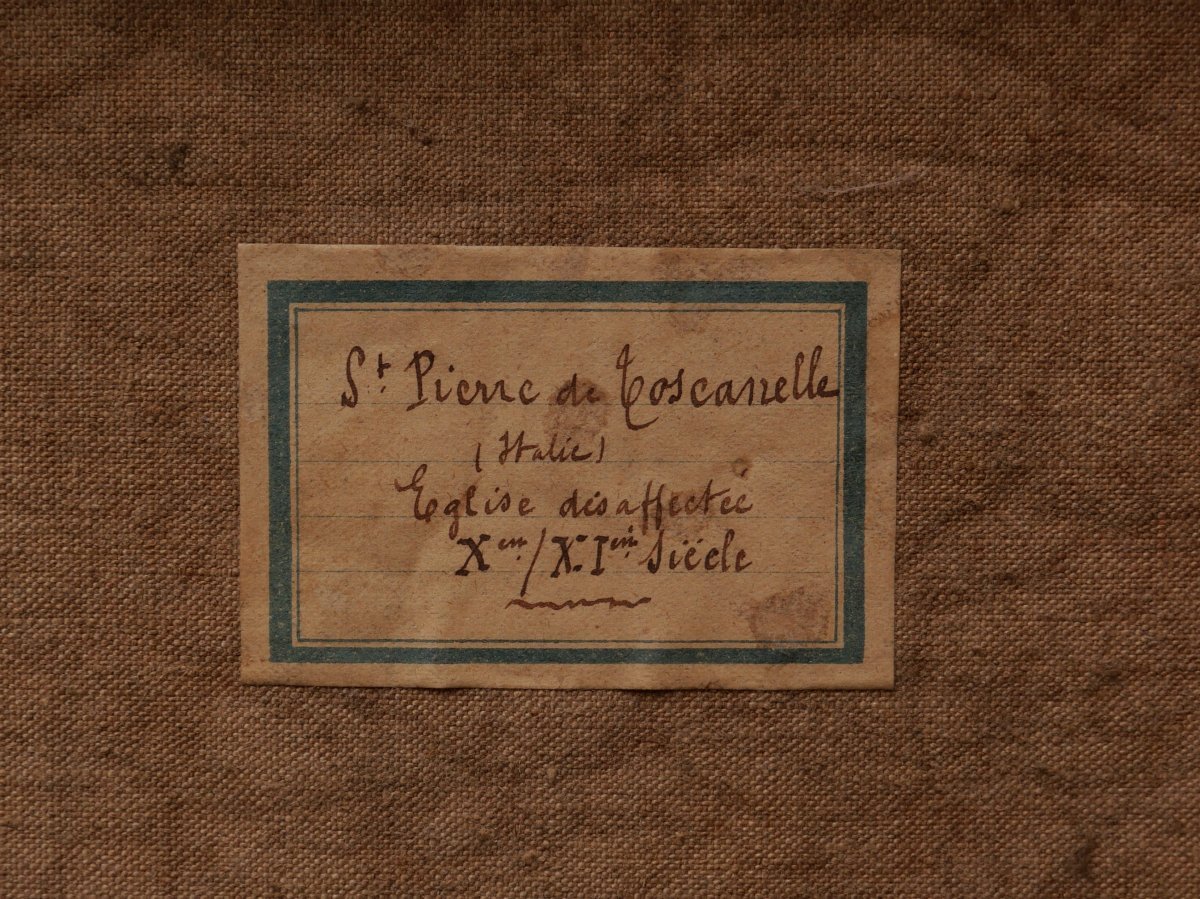 St Pierre de Toscanelle
(Italie)
Eglise désaffectée
Xem/XIem Siècle